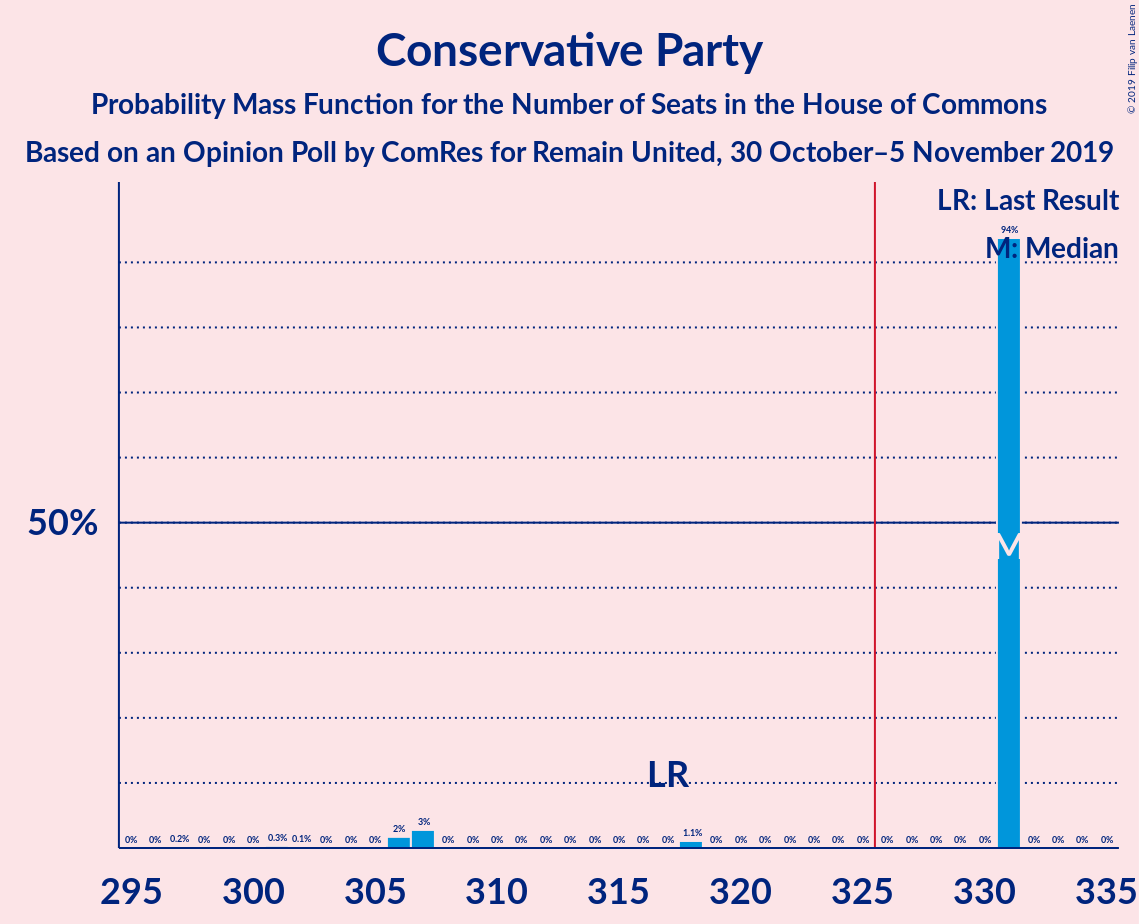 Conservative Party
Probability Mass Function for the Number of Seats in the House of Commons
Based on an Opinion Poll by ComRes for Remain United, 30 October–5 November 2019
© 2019 Filip van Laenen
LR: Last Result
M: Median
94%
50%
M
LR
0% 0% 0.2% 0% 0% 0% 0.3% 0.1% 0% 0% 0% 2% 3% 0% 0% 0% 0% 0% 0% 0% 0% 0% 0% 1.1% 0% 0% 0% 0% 0% 0% 0% 0% 0% 0% 0% 0% 0% 0% 0% 0%
295 300 305 310 315 320 325 330 335